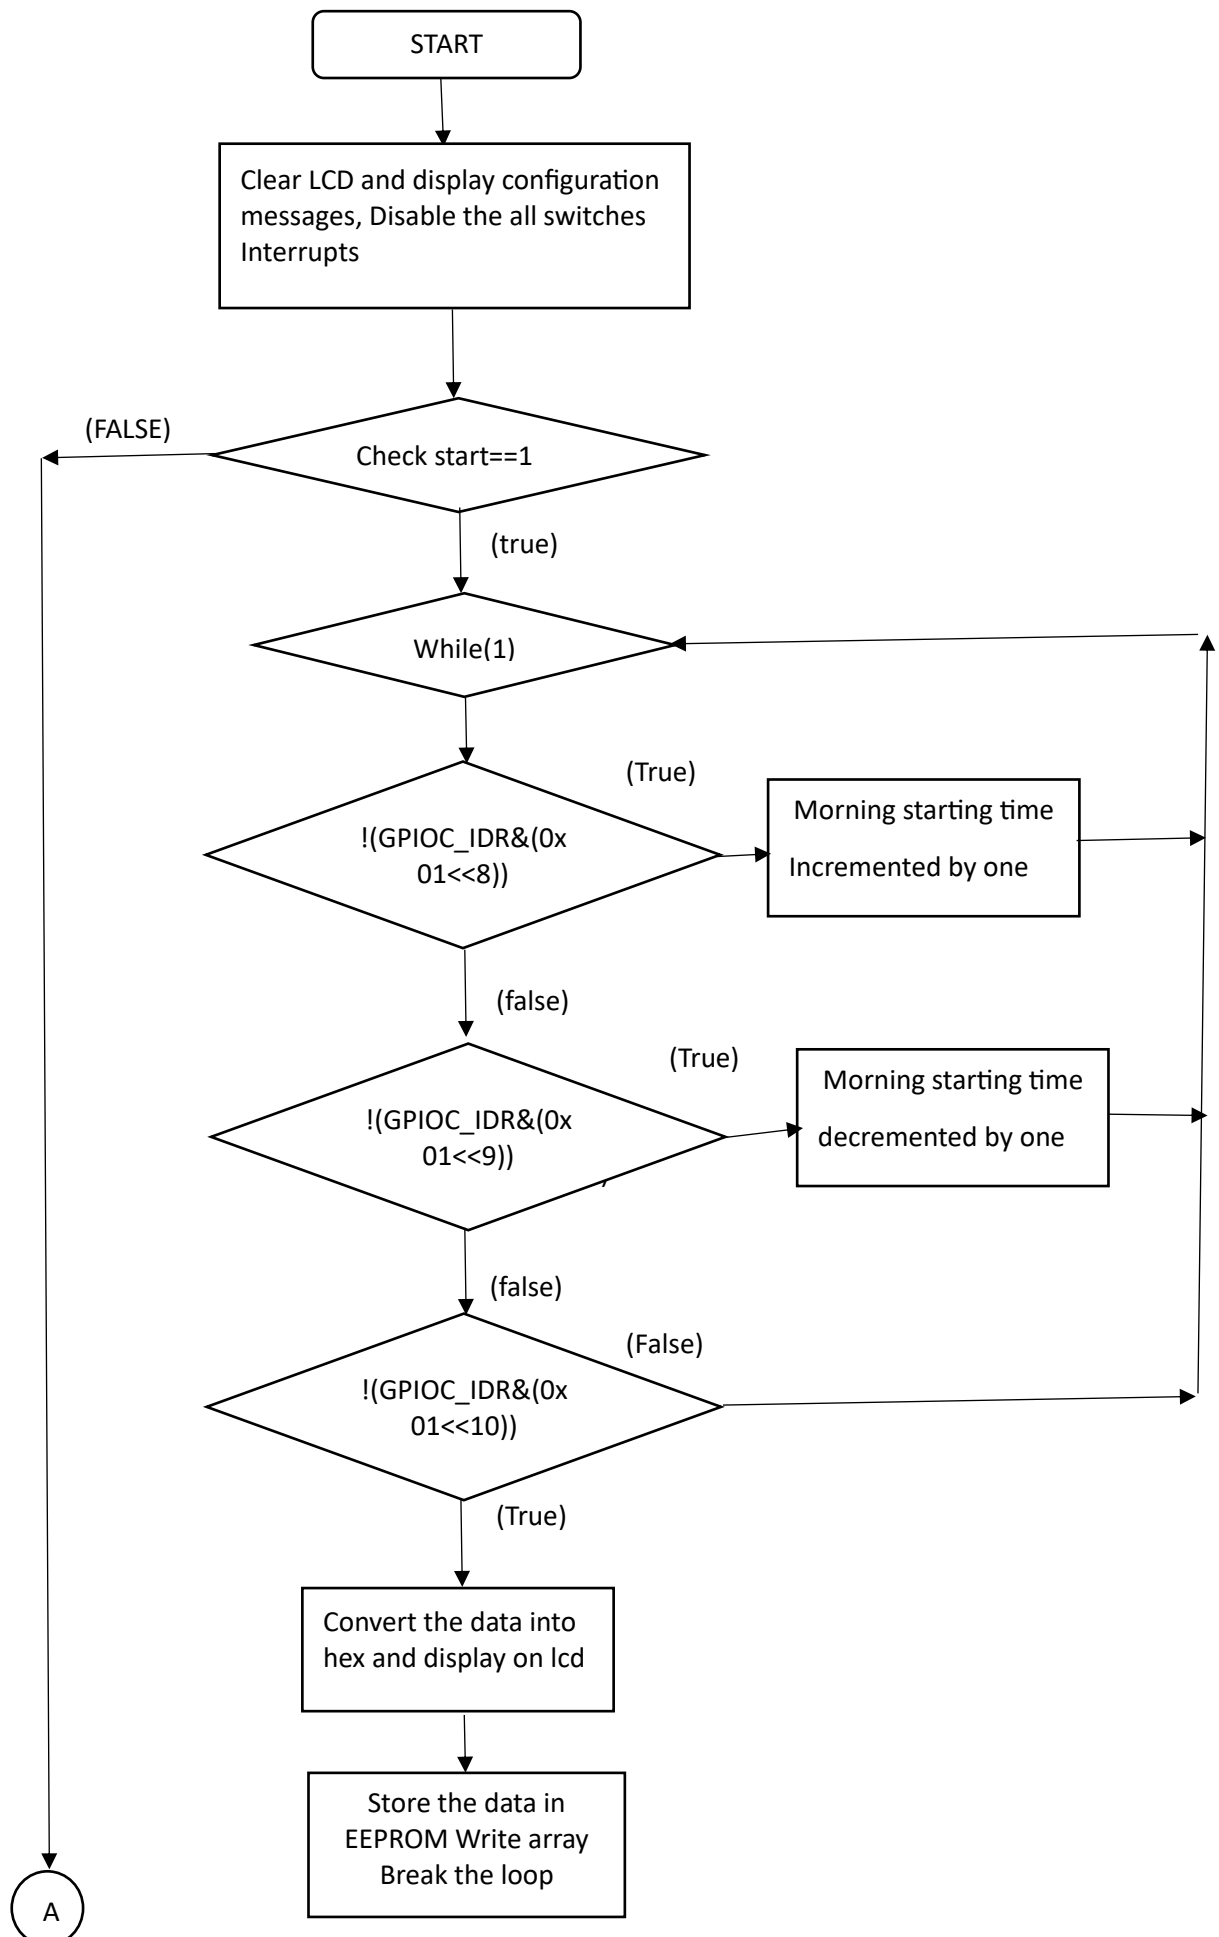 START
Clear LCD and display configuration
messages, Disable the all switches
Interrupts
(FALSE)
Check start==1
(true)
While(1)
(True)
!(GPIOC_IDR&(0x
01<<8))
Morning starting time
Incremented by one
(false)
(True)
!(GPIOC_IDR&(0x
01<<9))
Morning starting time
decremented by one
(false)
(False)
!(GPIOC_IDR&(0x
01<<10))
(True)
Convert the data into
hex and display on lcd
Store the data in
EEPROM Write array
Break the loop
A